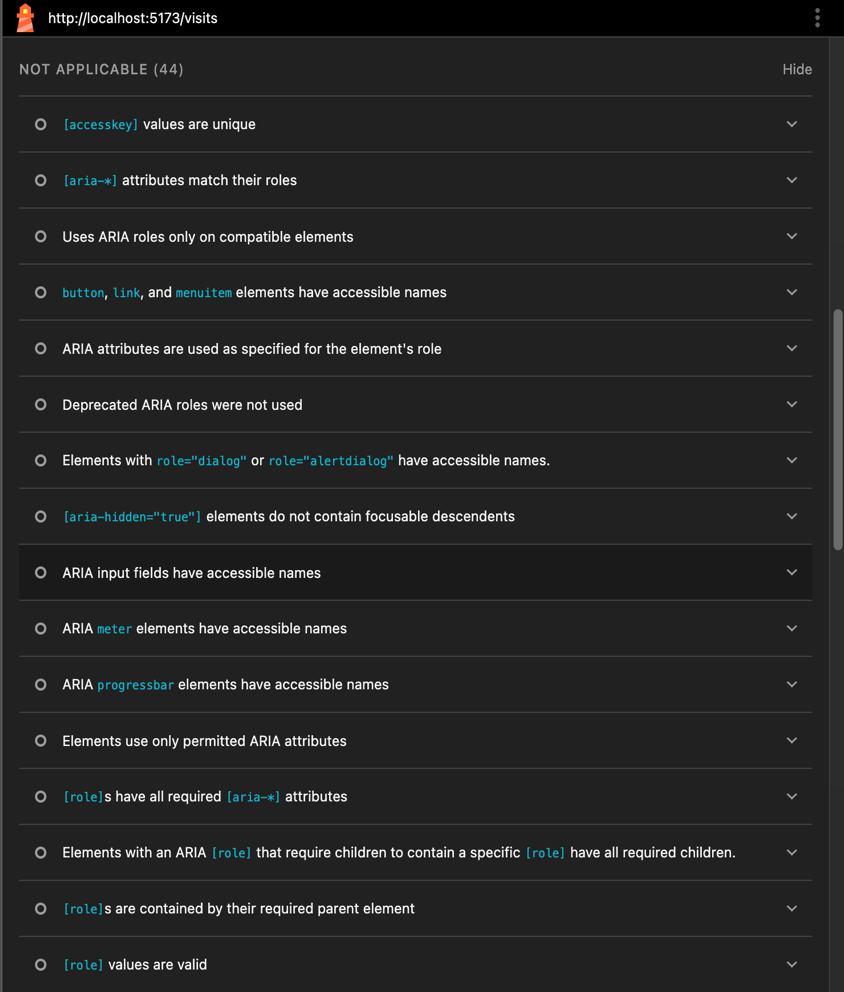 http://localhost:5173/visits
NOT APPLICABLE (44) Hide
[accesskey] values are unique
[aria-*] attributes match their roles
Uses ARIA roles only on compatible elements
button, link, and menuitem elements have accessible names
ARIA attributes are used as specified for the element's role
Deprecated ARIA roles were not used
Elements with role="dialog" or role="alertdialog" have accessible names.
[aria-hidden="true"] elements do not contain focusable descendents
ARIA input fields have accessible names
ARIA meter elements have accessible names
ARIA progressbar elements have accessible names
Elements use only permitted ARIA attributes
[role]s have all required [aria-*] attributes
Elements with an ARIA [role] that require children to contain a specific [role] have all required children.
[role]s are contained by their required parent element
[role] values are valid